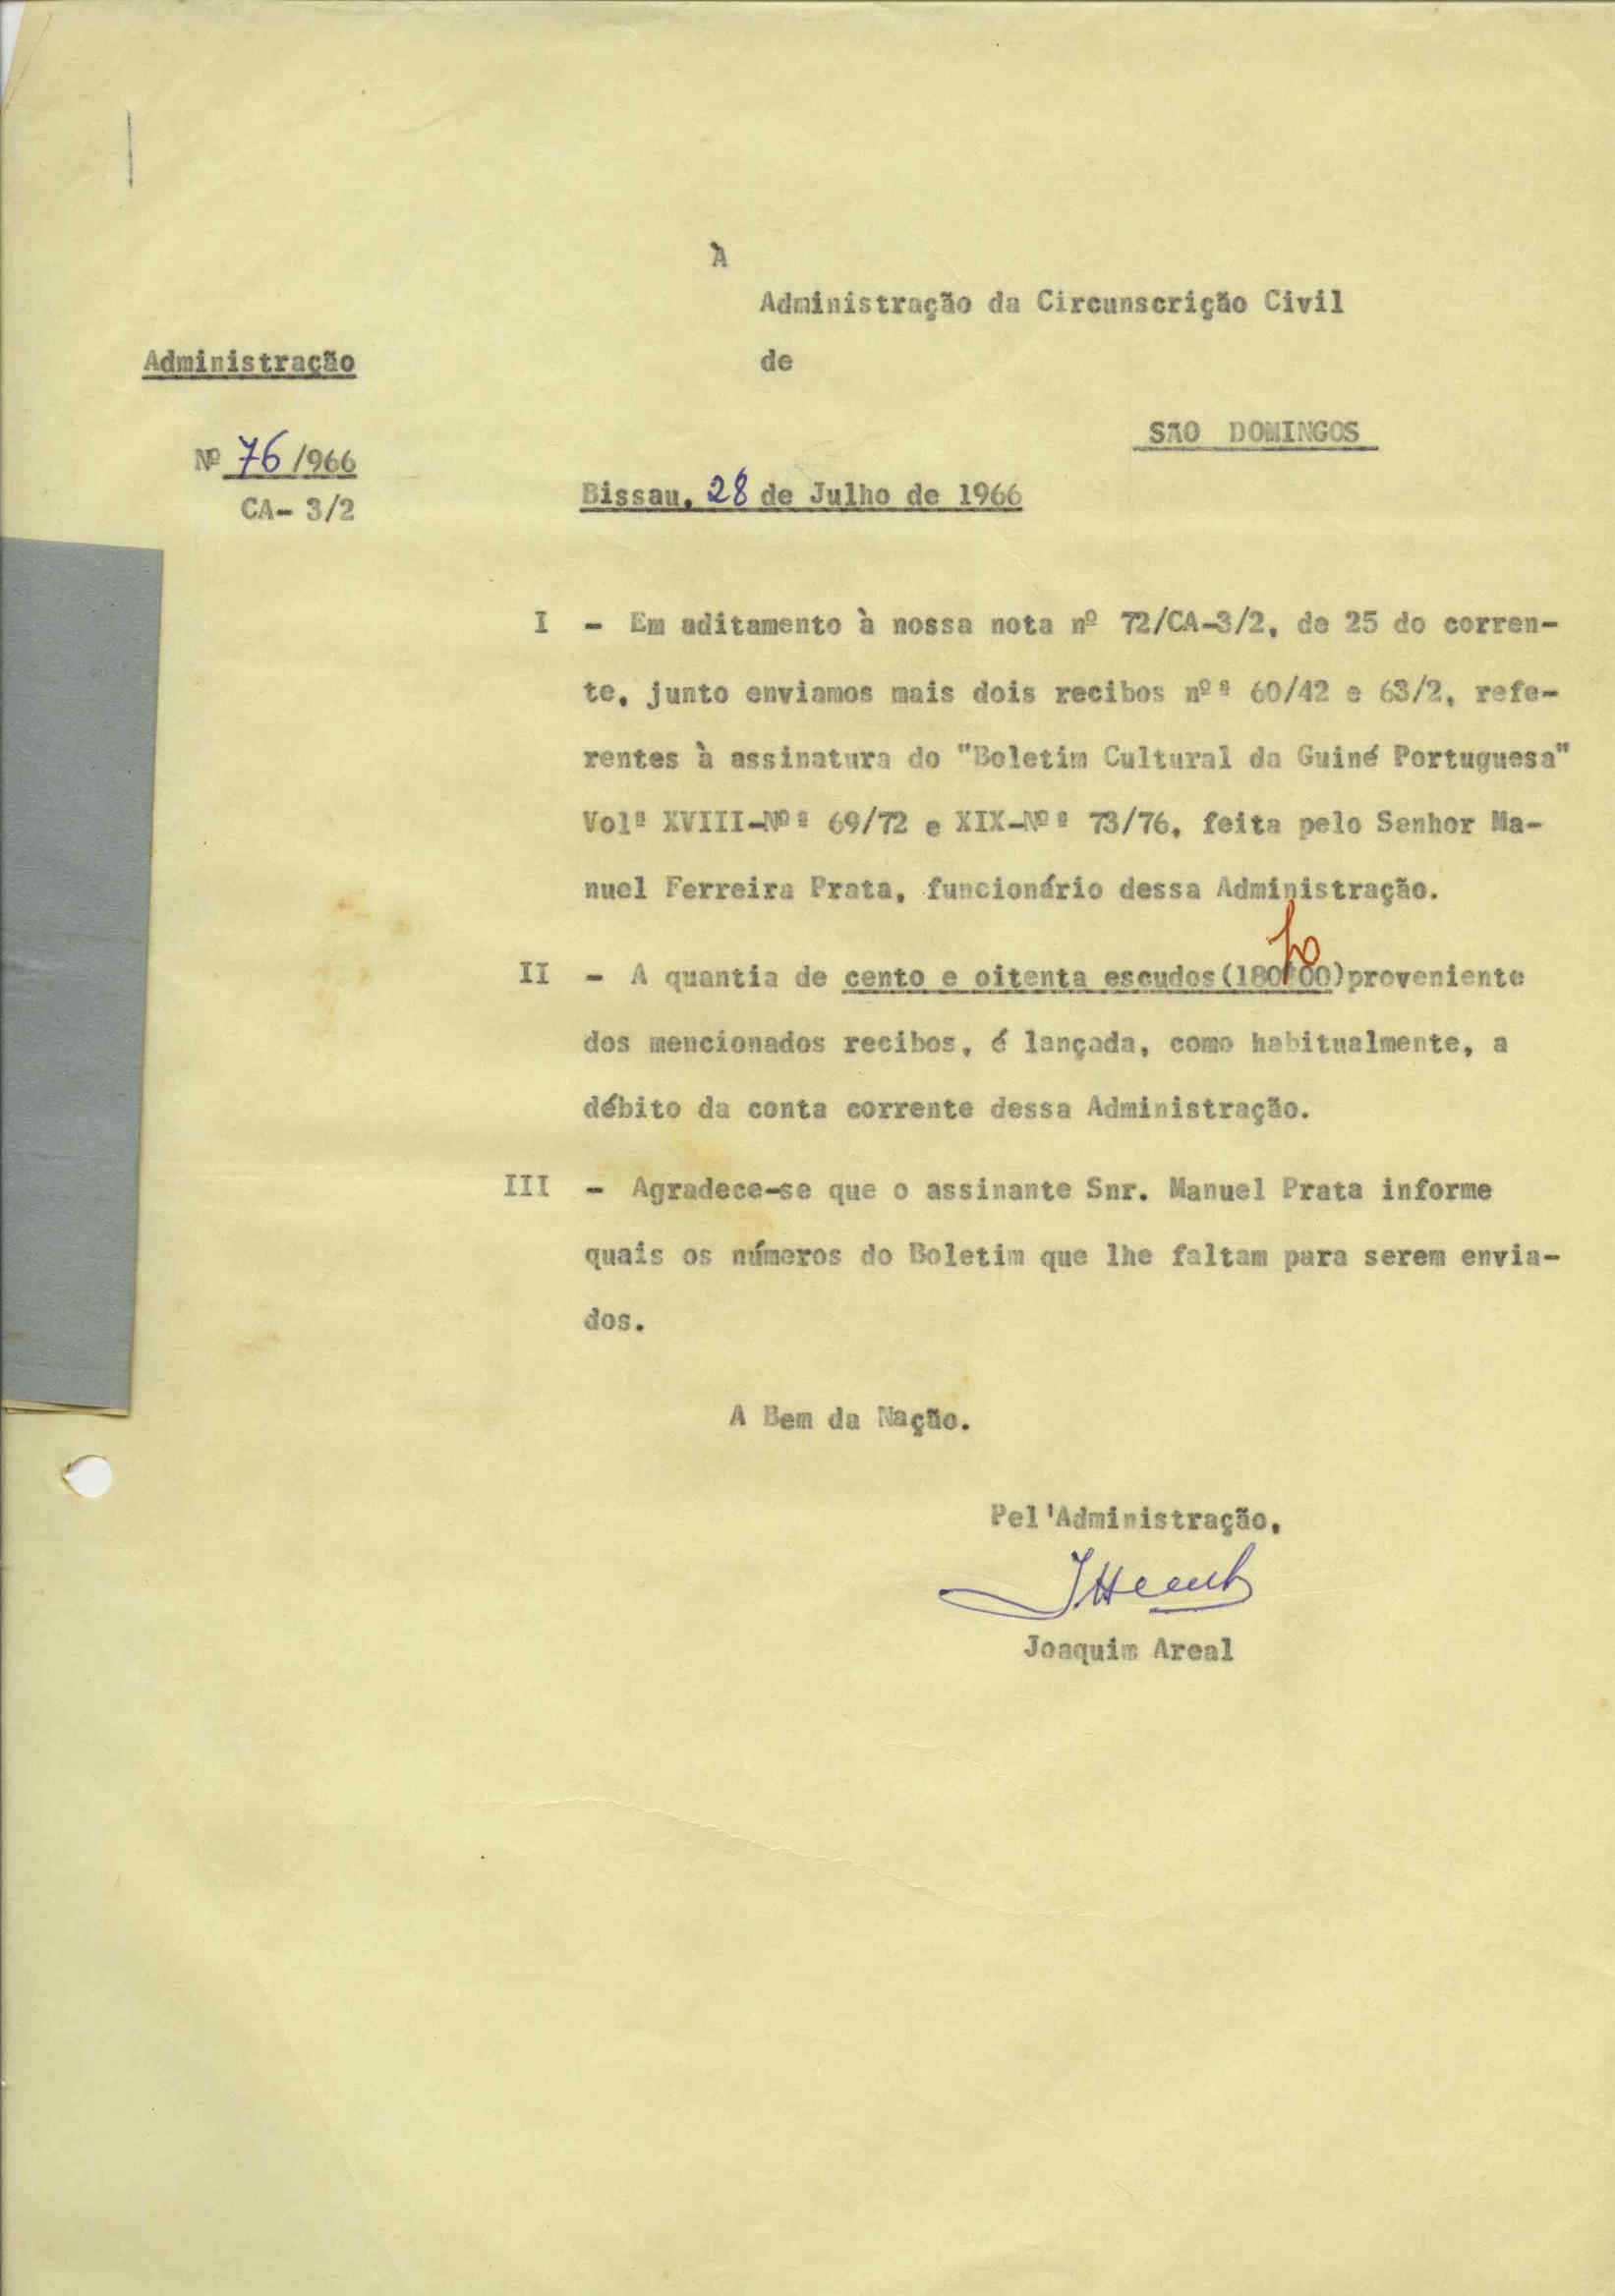 À
Administração da Circunscrição Civil
Administração
de
SÃO DOMINGOS
Nº 76/966
CA- 3/2
Bissau, 28 de Julho de 1966
I - Em aditamento à nossa nota nº 72/CA-3/2, de 25 do corren-
te, junto enviamos mais dois recibos nºs 60/42 e 63/2, refe-
rentes à assinatura do "Boletim Cultural da Guiné Portuguesa"
Volª XVIII-Nºs 69/72 e XIX-Nºs 73/76, feita pelo Senhor Ma-
nuel Ferreira Prata, funcionário dessa Administração.
II - A quantia de cento e oitenta escudos(180$00)proveniente
dos mencionados recibos, é lançada, como habitualmente, a
débito da conta corrente dessa Administração.
III - Agradece-se que o assinante Snr. Manuel Prata informe
quais os números do Boletim que lhe faltam para serem envia-
dos.
A Bem da Nação.
Pel'Administração,
Joaquim Areal